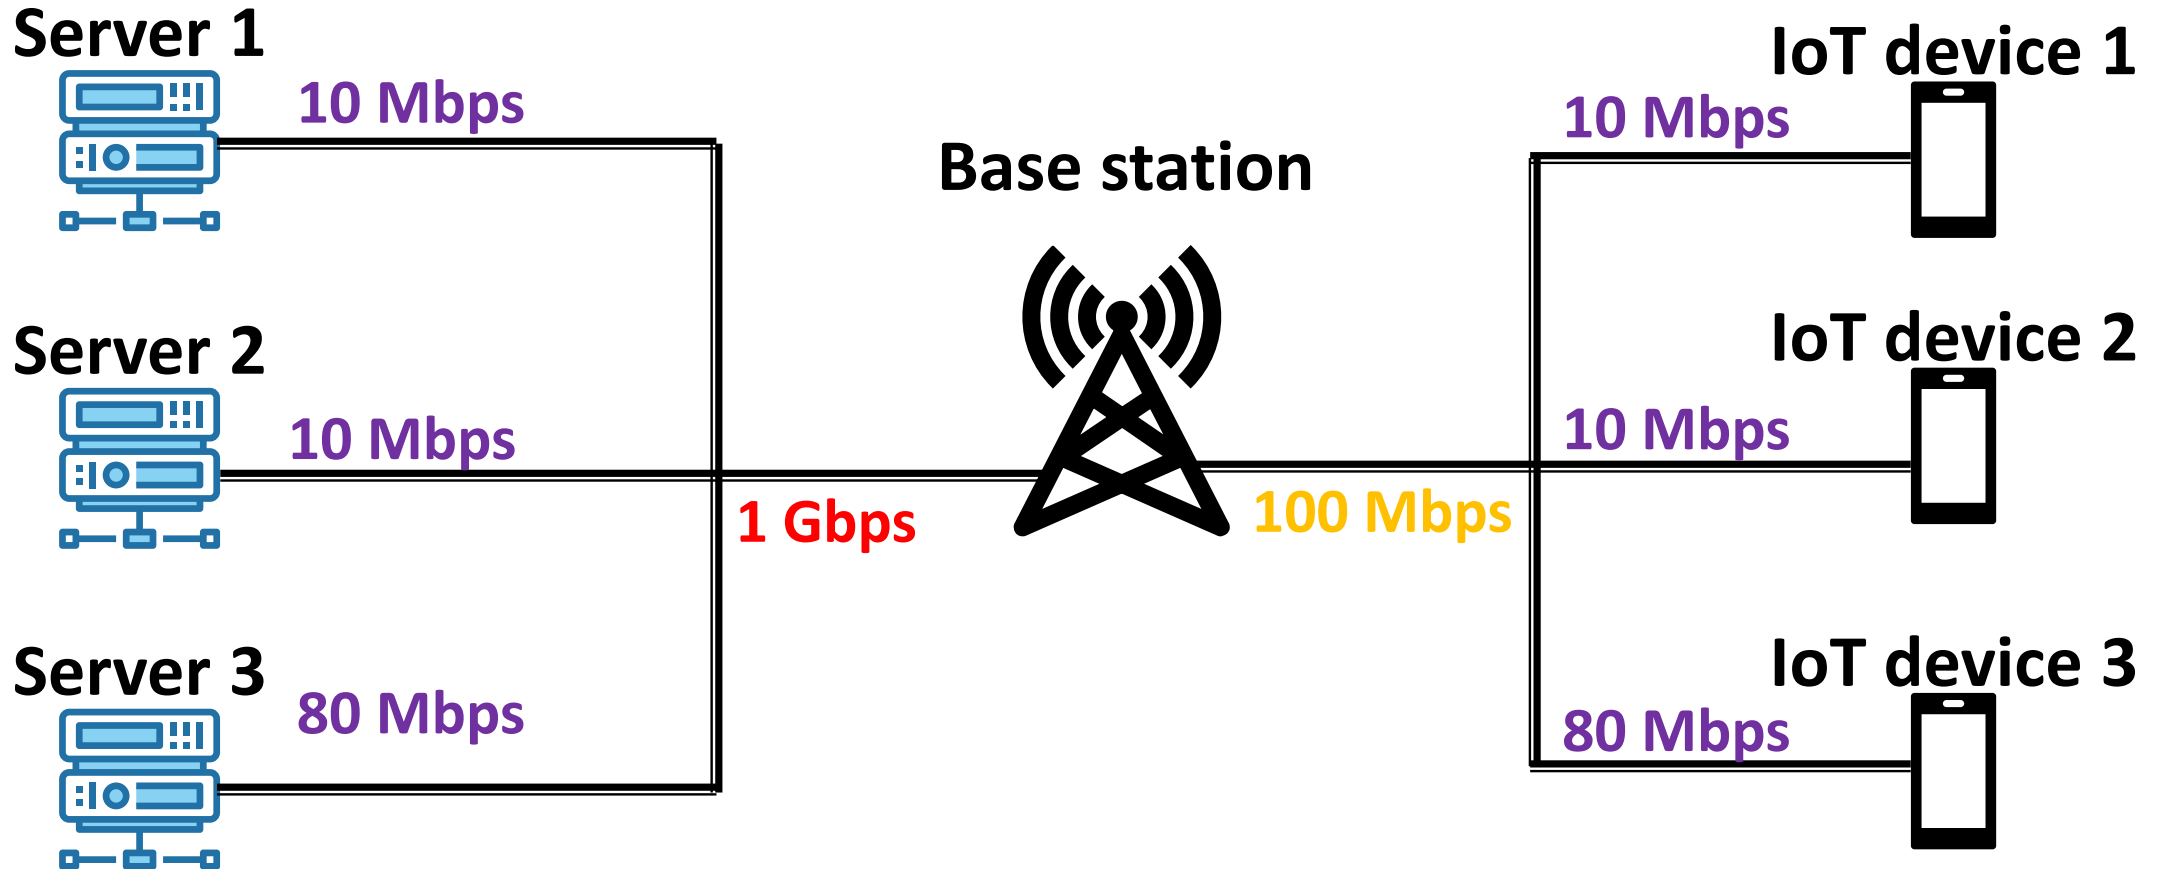 Server 1
10 Mbps
Server 2
10 Mbps
Server 3
80 Mbps
1 Gbps
Base station
100 Mbps
IoT device 1
10 Mbps
IoT device 2
10 Mbps
IoT device 3
80 Mbps